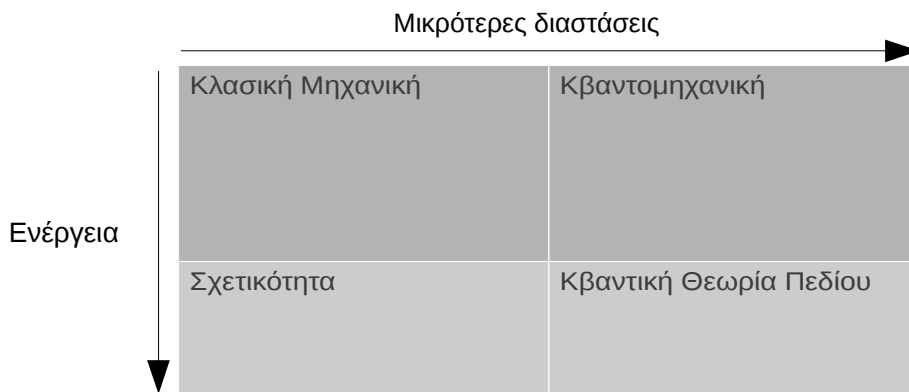 Μικρότερες διαστάσεις
Κλασική Μηχανική
Κβαντομηχανική
Ενέργεια
Σχετικότητα
Κβαντική Θεωρία Πεδίου